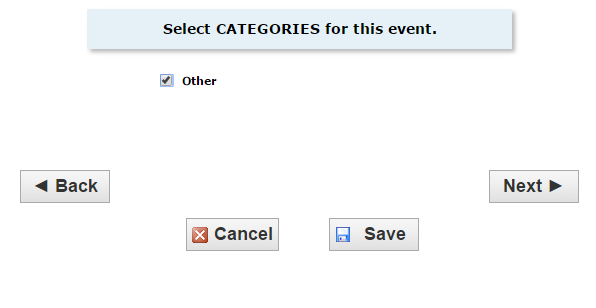 Select CATEGORIES for this event.
Other
Back
Next
Cancel
Save